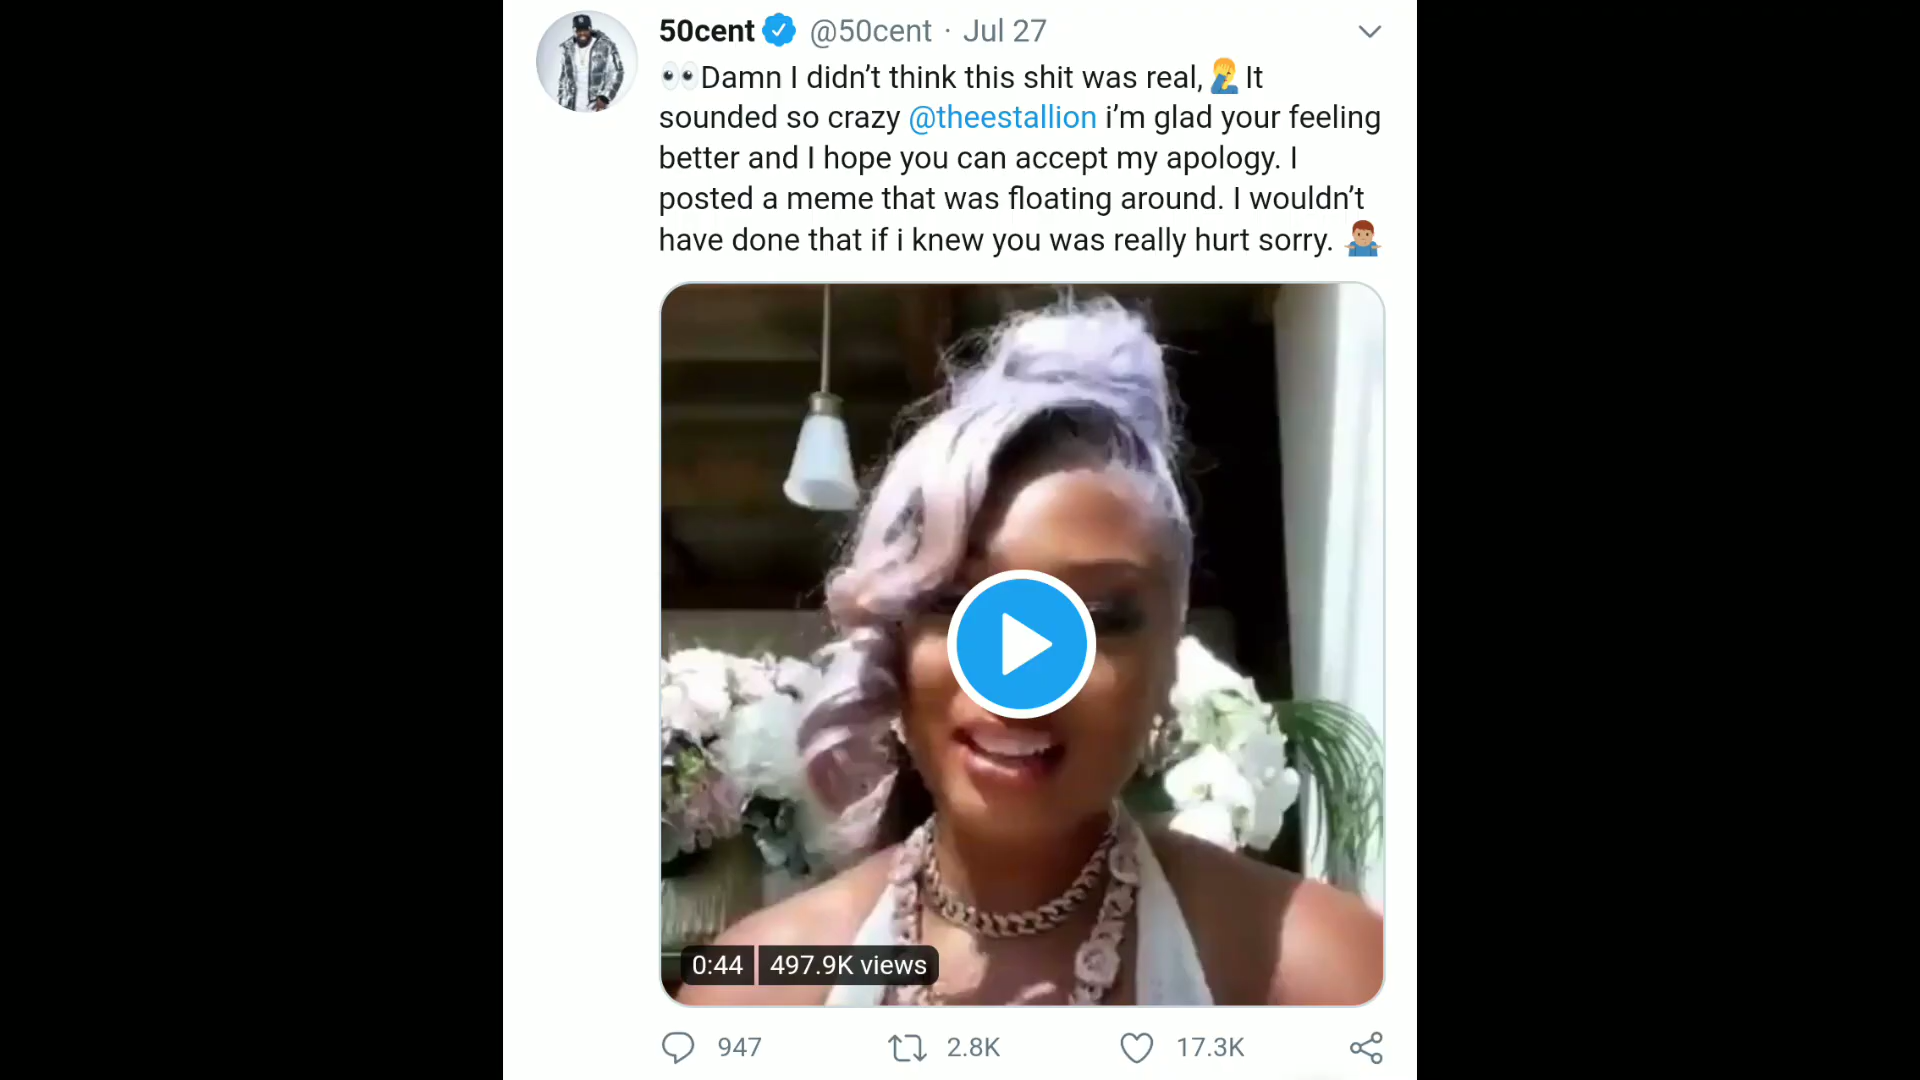 50cent @50cent · Jul 27
👀Damn I didn’t think this shit was real,🤦‍♂️It
sounded so crazy @theestallion i’m glad your feeling
better and I hope you can accept my apology. I
posted a meme that was floating around. I wouldn’t
have done that if i knew you was really hurt sorry. 🤷🏽‍♂️
0:44 497.9K views
947 2.8K 17.3K